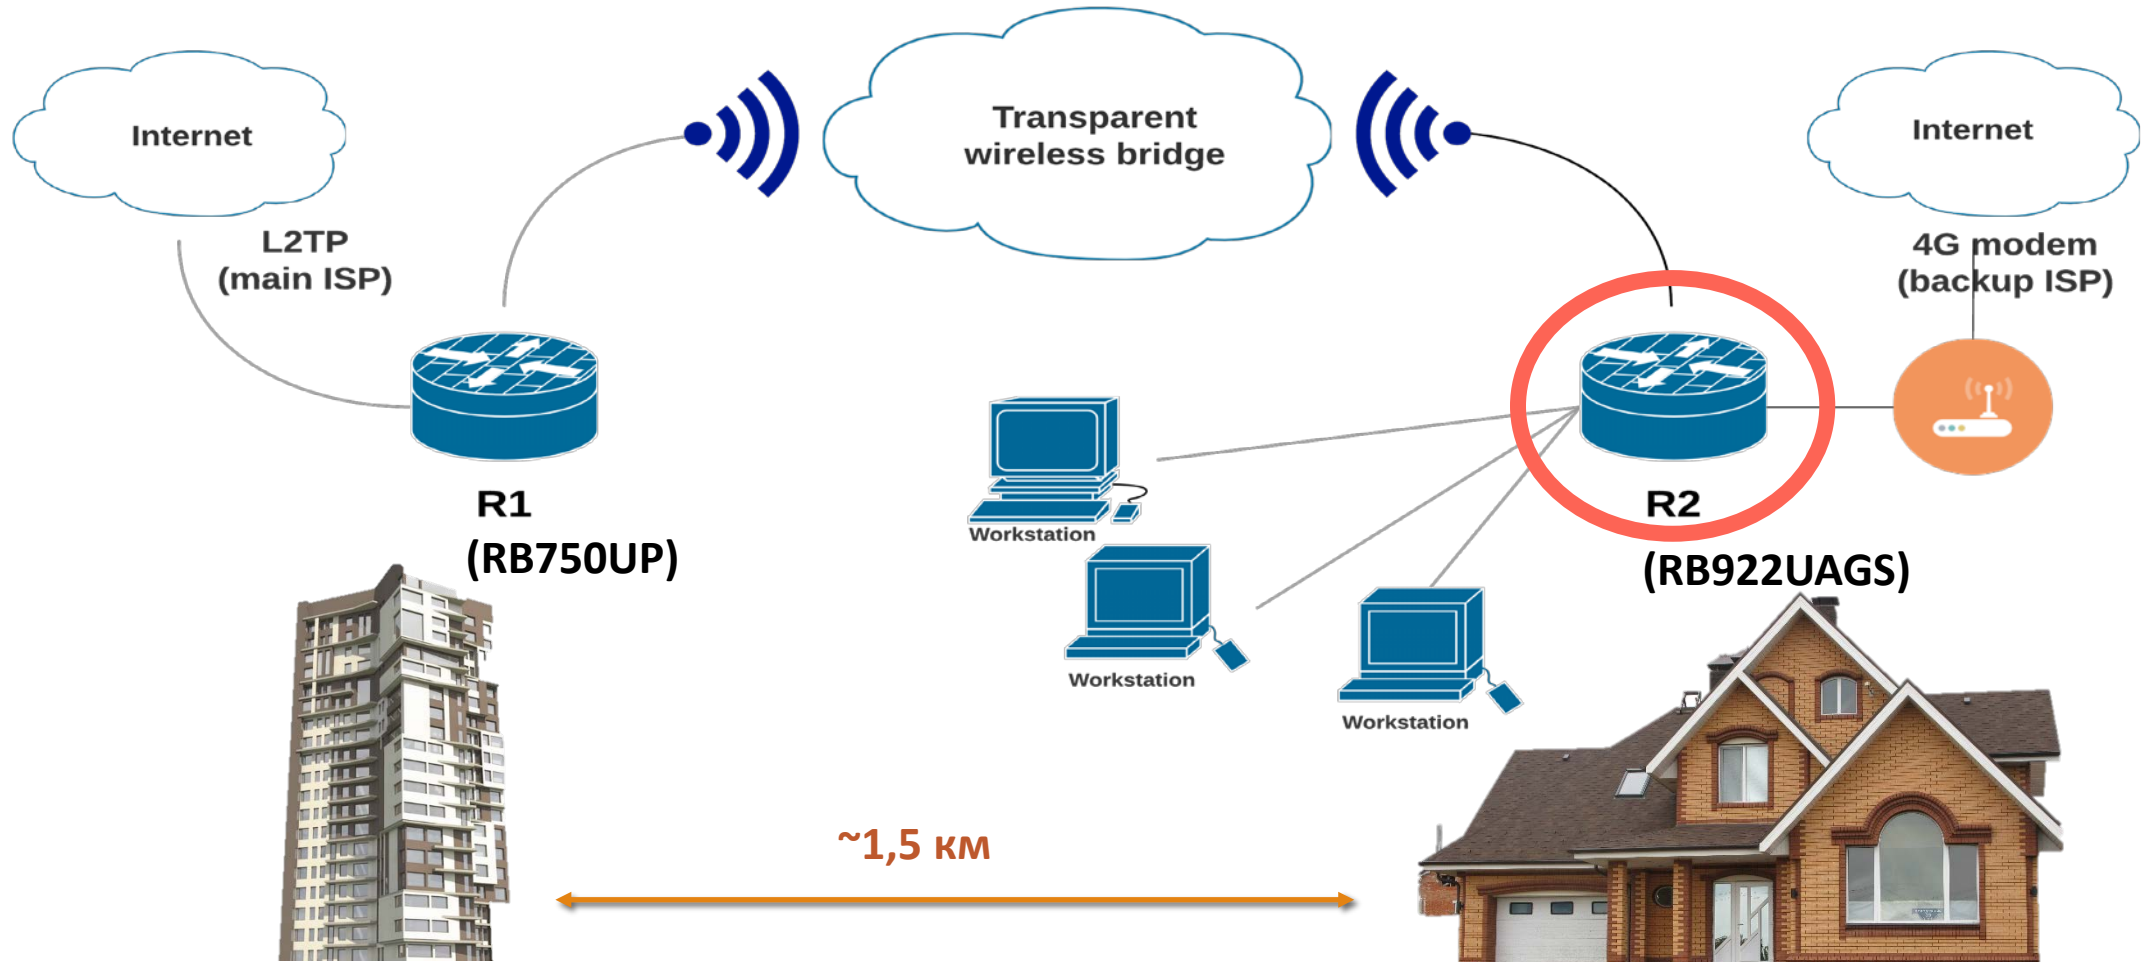 Internet
Transparent
wireless bridge
Internet
L2TP
(main ISP)
4G modem
(backup ISP)
R1
(RB750UP)
R2
(RB922UAGS)
Workstation
Workstation
Workstation
~1,5 км